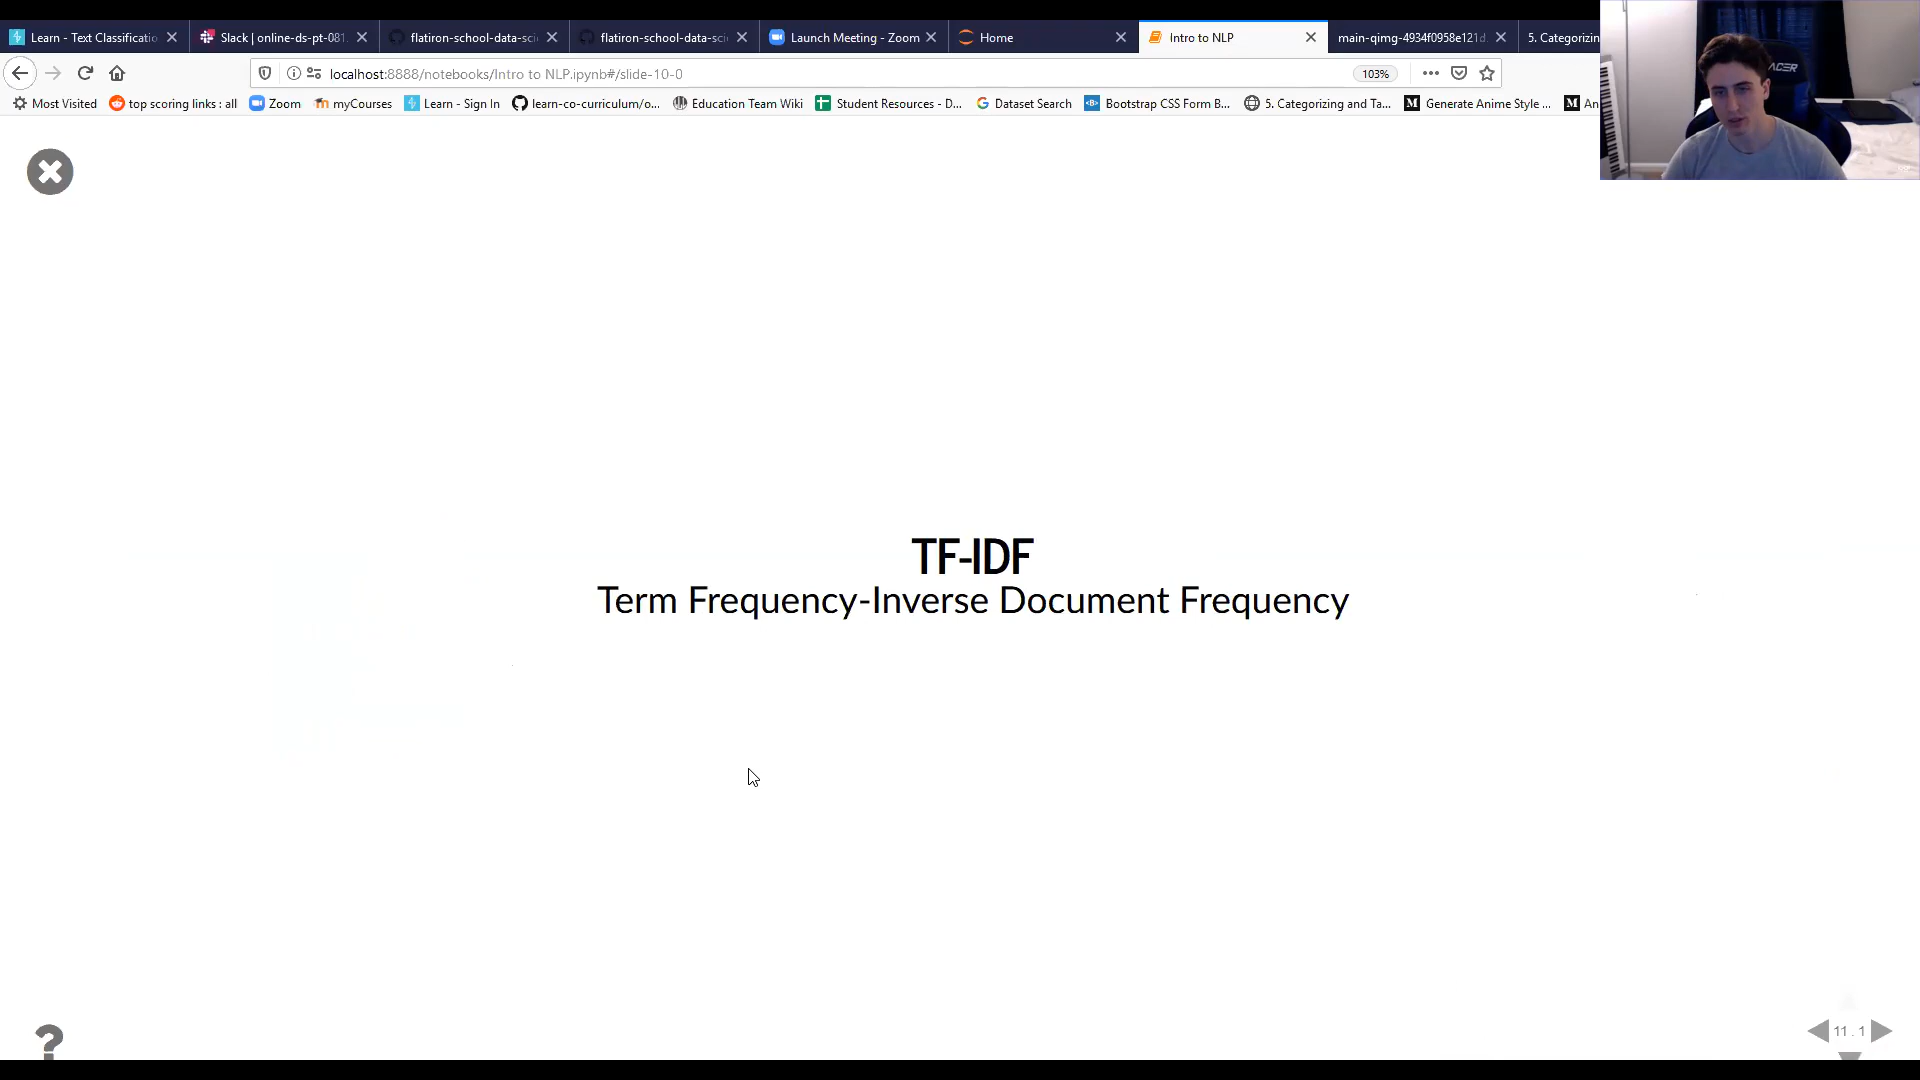 Learn - Text Classificatio
Slack | online-ds-pt-081
flatiron-school-data-sci
flatiron-school-data-sci
Launch Meeting - Zoom
Home
Intro to NLP
main-qimg-4934f0958e121d
5. Categorizin
localhost:8888/notebooks/Intro to NLP.ipynb#/slide-10-0
103%
Most Visited
top scoring links : all
Zoom
myCourses
Learn - Sign In
learn-co-curriculum/o...
Education Team Wiki
Student Resources - D...
Dataset Search
Bootstrap CSS Form B...
5. Categorizing and Ta...
Generate Anime Style ...
An
ACER
TF-IDF
Term Frequency-Inverse Document Frequency
?
11 . 1